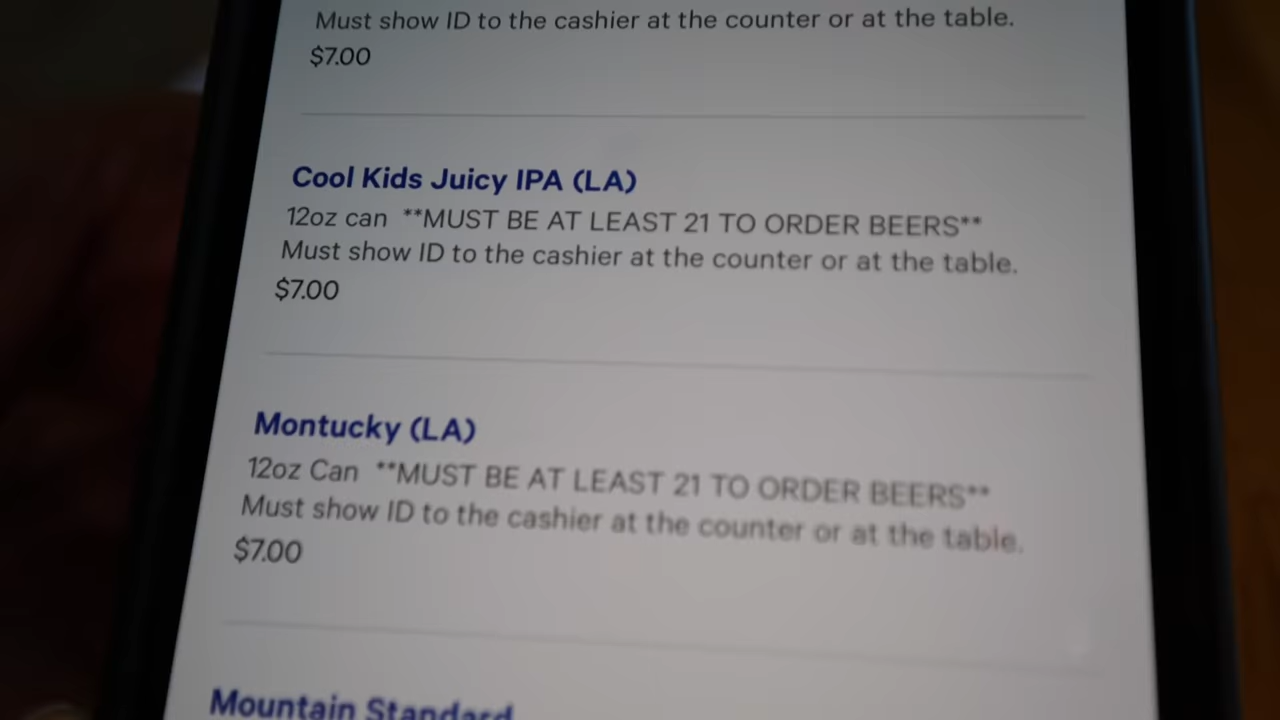 Must show ID to the cashier at the counter or at the table.
$7.00
Cool Kids Juicy IPA (LA)
12oz can **MUST BE AT LEAST 21 TO ORDER BEERS**
Must show ID to the cashier at the counter or at the table.
$7.00
Montucky (LA)
12oz Can **MUST BE AT LEAST 21 TO ORDER BEERS**
Must show ID to the cashier at the counter or at the table.
$7.00
Mountain Standard